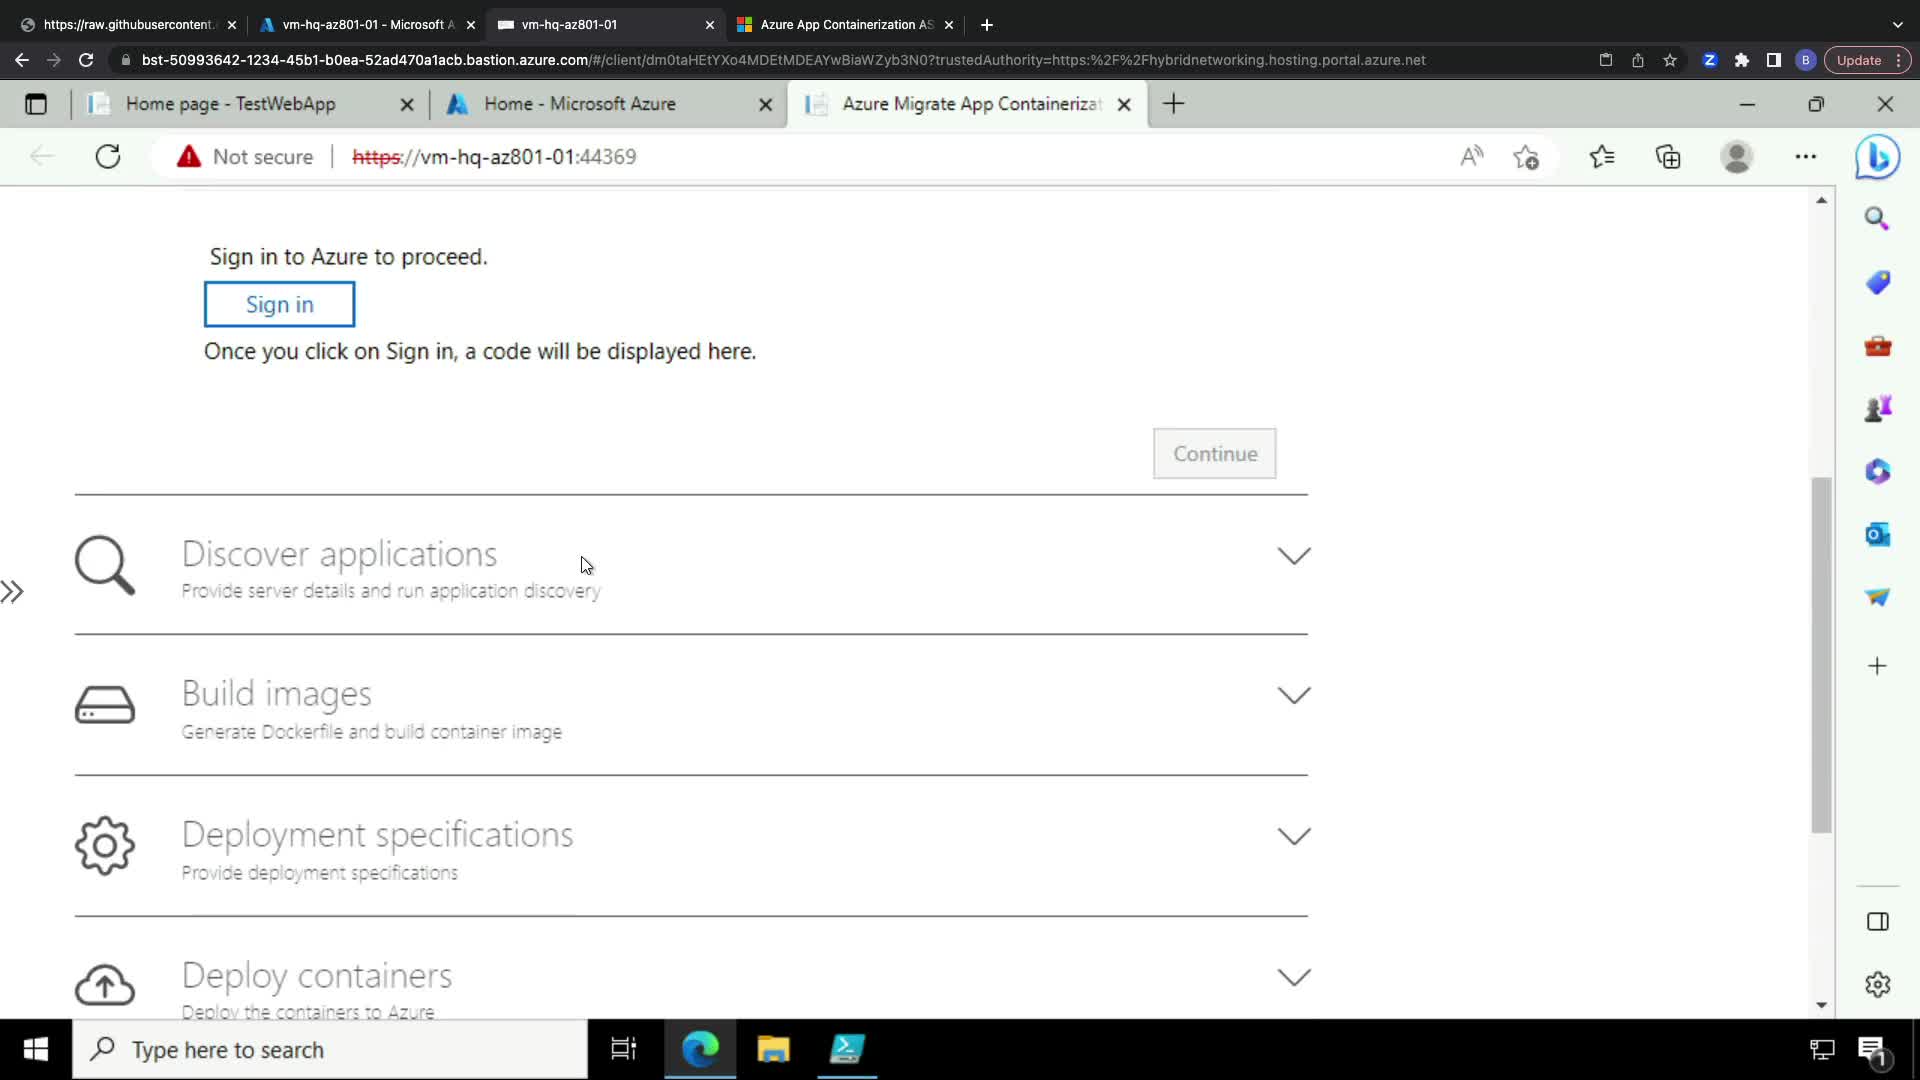 https://raw.githubusercontent.
vm-hq-az801-01 - Microsoft A
vm-hq-az801-01
Azure App Containerization AS
bst-50993642-1234-45b1-b0ea-52ad470a1acb.bastion.azure.com/#/client/dm0taHEtYXo4MDEtMDEAYwBiaWZyb3N0?trustedAuthority=https:%2F%2Fhybridnetworking.hosting.portal.azure.net
B
Update
Home page - TestWebApp
Home - Microsoft Azure
Azure Migrate App Containerizat
Not secure
https://vm-hq-az801-01:44369
Sign in to Azure to proceed.
Sign in
Once you click on Sign in, a code will be displayed here.
Continue
Discover applications
Provide server details and run application discovery
Build images
Generate Dockerfile and build container image
Deployment specifications
Provide deployment specifications
Deploy containers
Deploy the containers to Azure
Type here to search
1